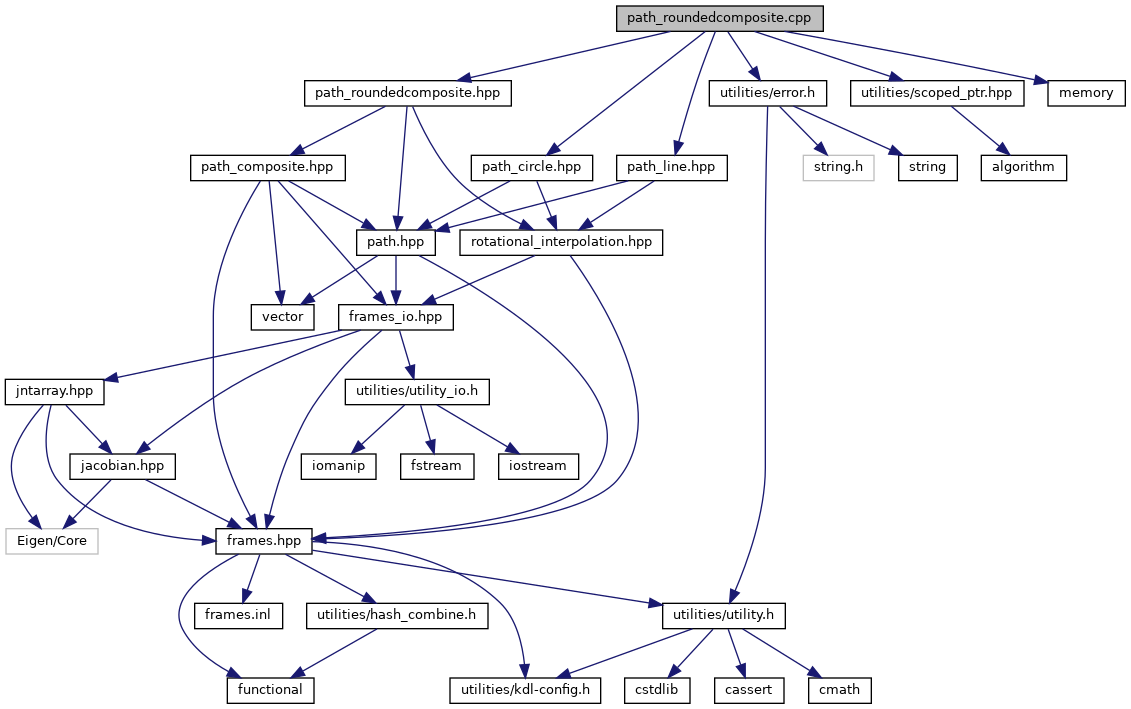 path_roundedcomposite.cpp
path_roundedcomposite.hpp
utilities/error.h
utilities/scoped_ptr.hpp
memory
path_composite.hpp
path_circle.hpp
path_line.hpp
string.h
string
algorithm
path.hpp
rotational_interpolation.hpp
vector
frames_io.hpp
jntarray.hpp
utilities/utility_io.h
jacobian.hpp
iomanip
fstream
iostream
Eigen/Core
frames.hpp
frames.inl
utilities/hash_combine.h
utilities/utility.h
functional
utilities/kdl-config.h
cstdlib
cassert
cmath